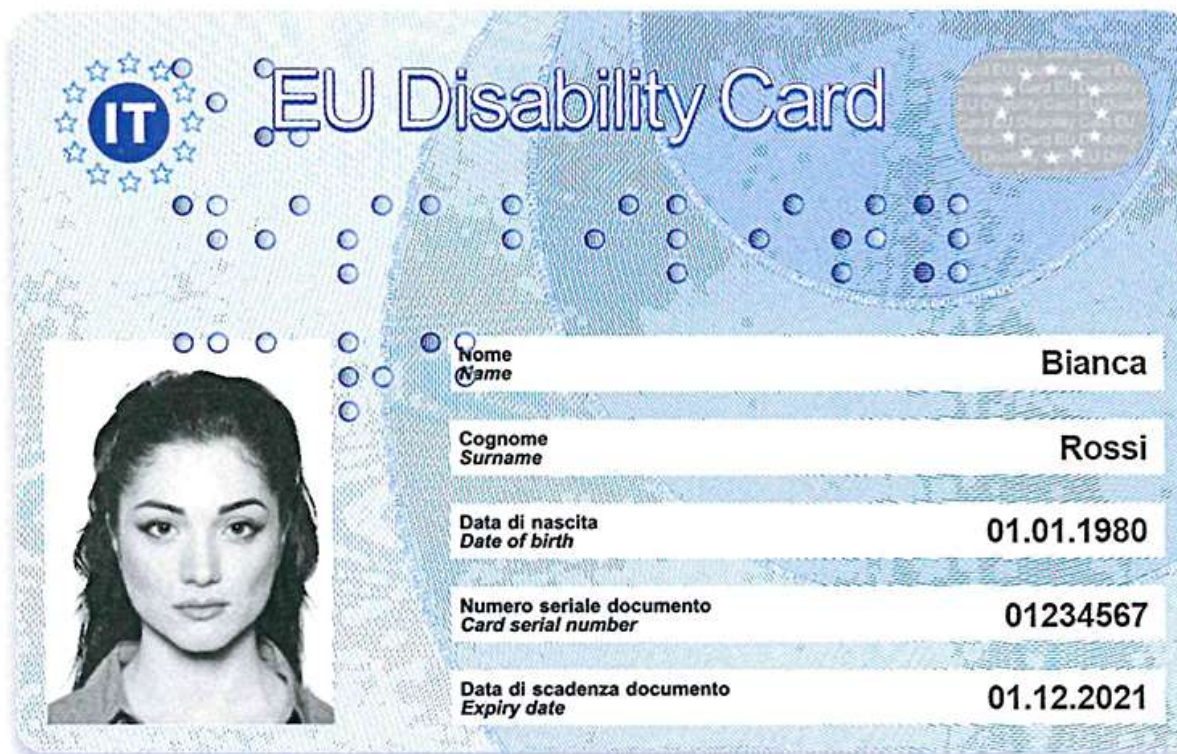 IT
EU Disability Card
⠑⠥
⠙⠊⠎⠁⠃⠊⠇⠊⠞⠽
⠉⠁⠗⠙
Nome Bianca
Name
Cognome Rossi
Surname
Data di nascita 01.01.1980
Date of birth
Numero seriale documento 01234567
Card serial number
Data di scadenza documento 01.12.2021
Expiry date